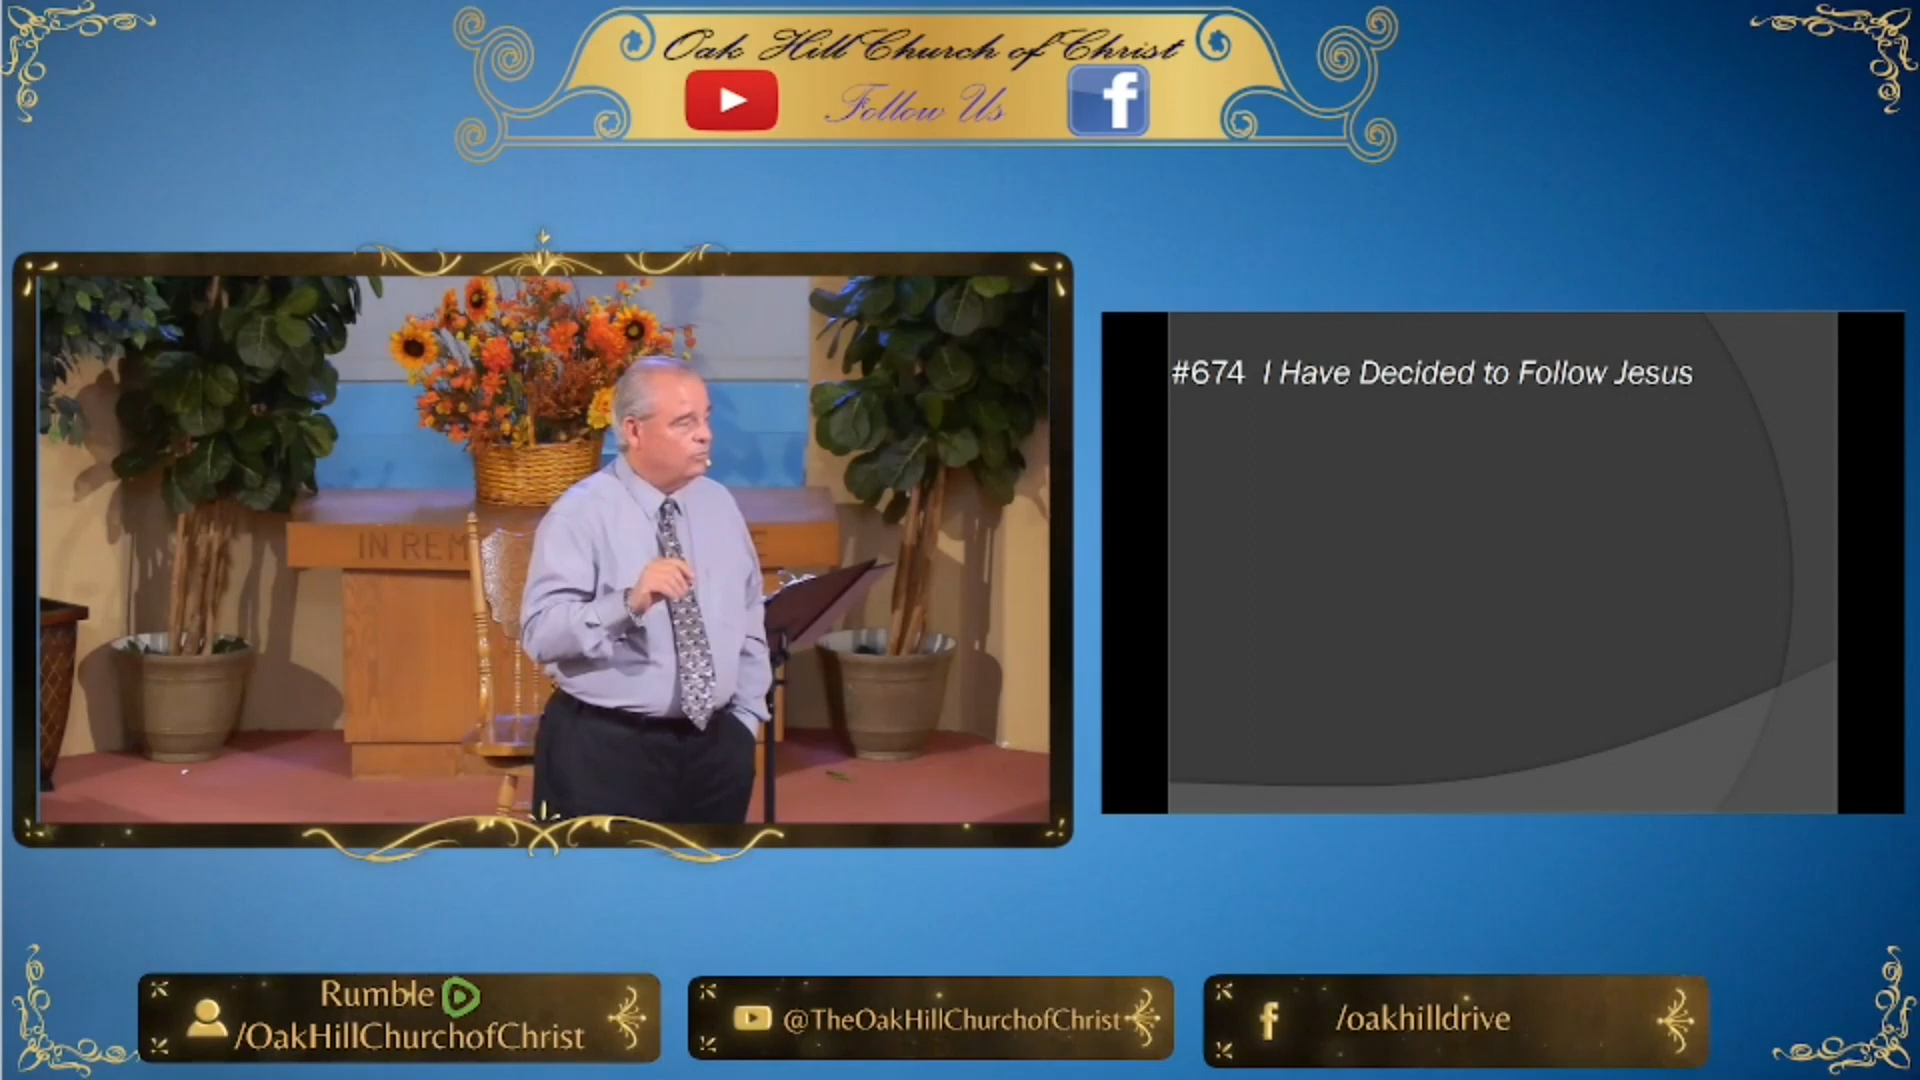 Oak Hill Church of Christ
Follow Us
IN REM
E
#674 I Have Decided to Follow Jesus
Rumble
/OakHillChurchofChrist
@TheOakHillChurchofChrist
/oakhilldrive